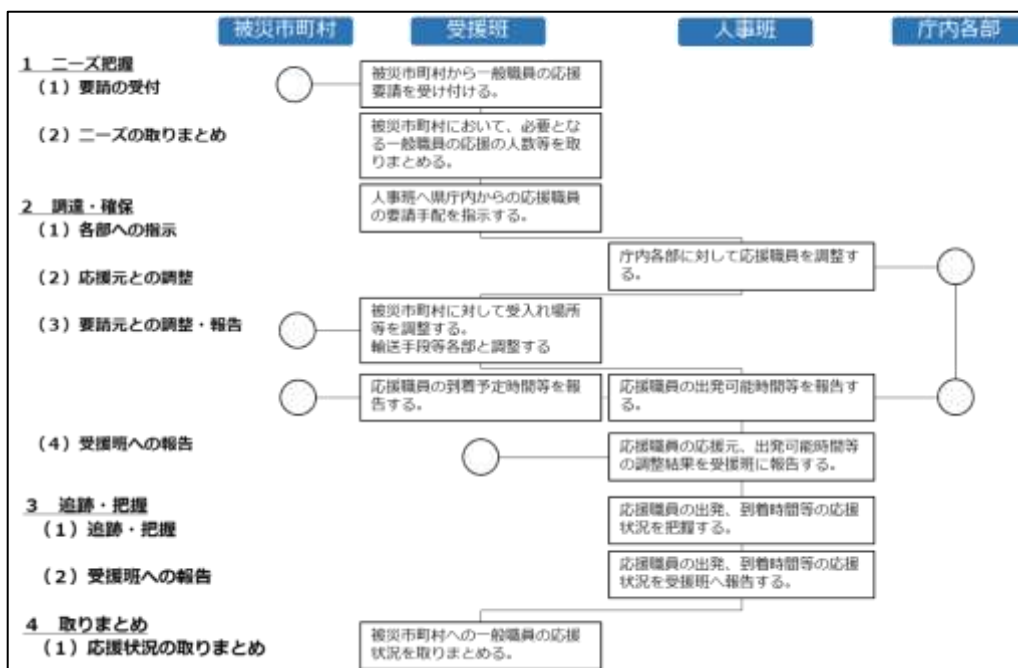 被災市町村
受援班
人事班
庁内各部
1 ニーズ把握
（１）要請の受付
被災市町村から一般職員の応援
要請を受け付ける。
（２）ニーズの取りまとめ
被災市町村において、必要とな
る一般職員の応援の人数等を取
りまとめる。
2 調達・確保
人事班へ県庁内からの応援職員
の要請手配を指示する。
（１）各部への指示
庁内各部に対して応援職員を調整す
る。
（２）応援元との調整
（３）要請元との調整・報告
被災市町村に対して受入れ場所
等を調整する。
輸送手段等各部と調整する
応援職員の到着予定時間等を報
告する。
応援職員の出発可能時間等を報告す
る。
（４）受援班への報告
応援職員の応援元、出発可能時間等
の調整結果を受援班に報告する。
3 追跡・把握
（１）追跡・把握
応援職員の出発、到着時間等の応援
状況を把握する。
（２）受援班への報告
応援職員の出発、到着時間等の応援
状況を受援班へ報告する。
4 取りまとめ
（１）応援状況の取りまとめ
被災市町村への一般職員の応援
状況を取りまとめる。